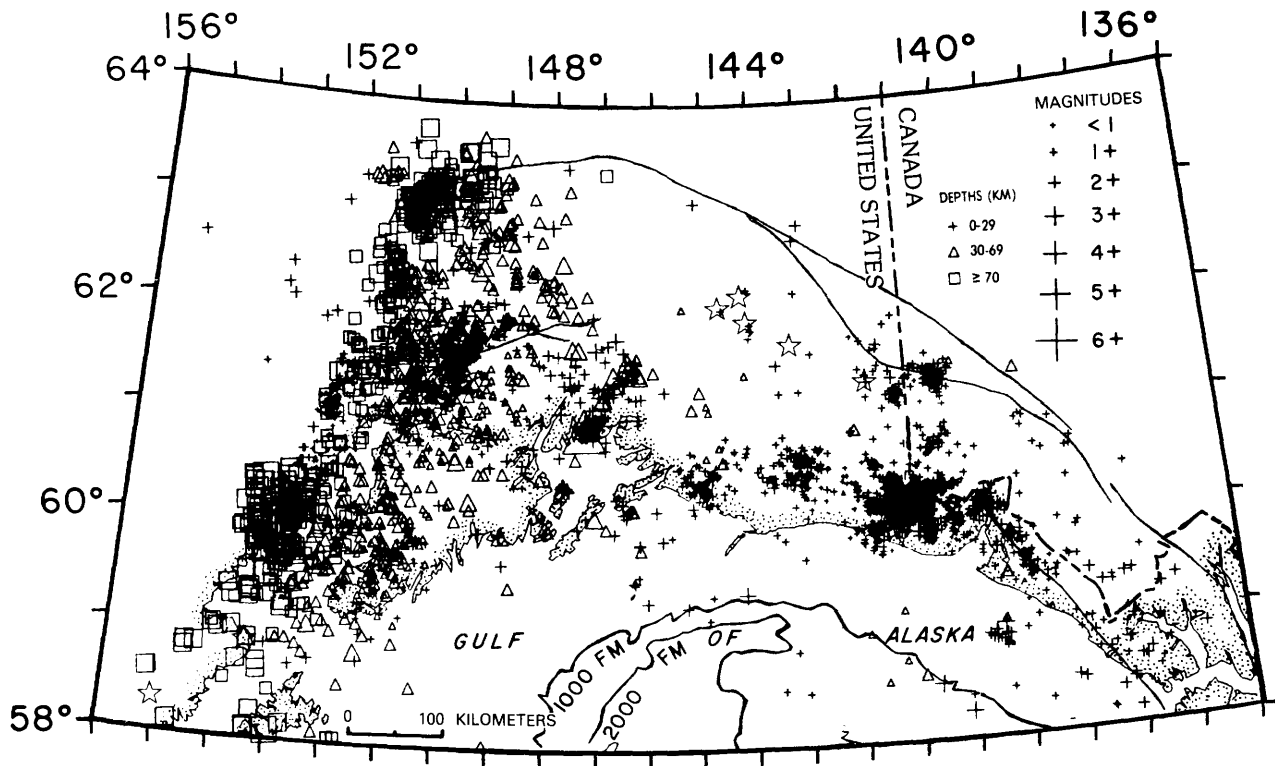 156°
152°
148°
144°
140°
136°
64°
62°
60°
58°
UNITED STATES
CANADA
MAGNITUDES
<1
1+
2+
3+
4+
5+
6+
DEPTHS (KM)
0-29
30-69
≥70
GULF OF ALASKA
1000 FM
2000 FM
0 100 KILOMETERS